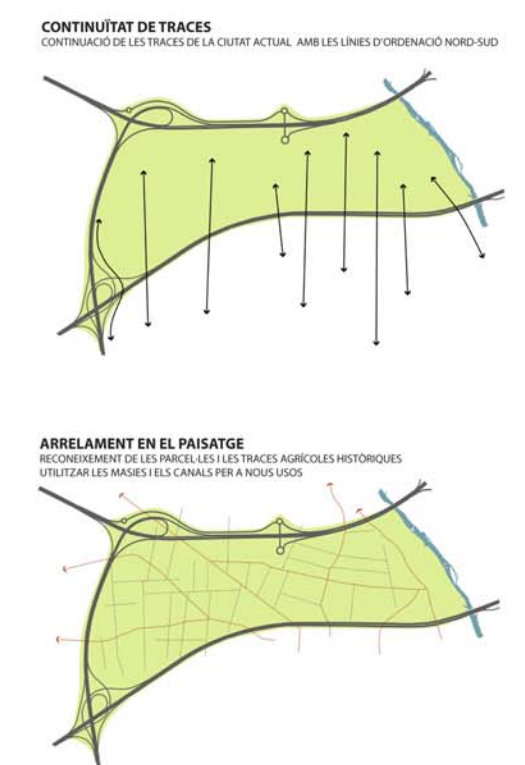 CONTINUÏTAT DE TRACES
CONTINUACIÓ DE LES TRACES DE LA CIUTAT ACTUAL AMB LES LÍNIES D'ORDENACIÓ NORD-SUD
ARRELAMENT EN EL PAISATGE
RECONEIXEMENT DE LES PARCEL·LES I LES TRACES AGRÍCOLES HISTÒRIQUES
UTILITZAR LES MASIES I ELS CANALS PER A NOUS USOS